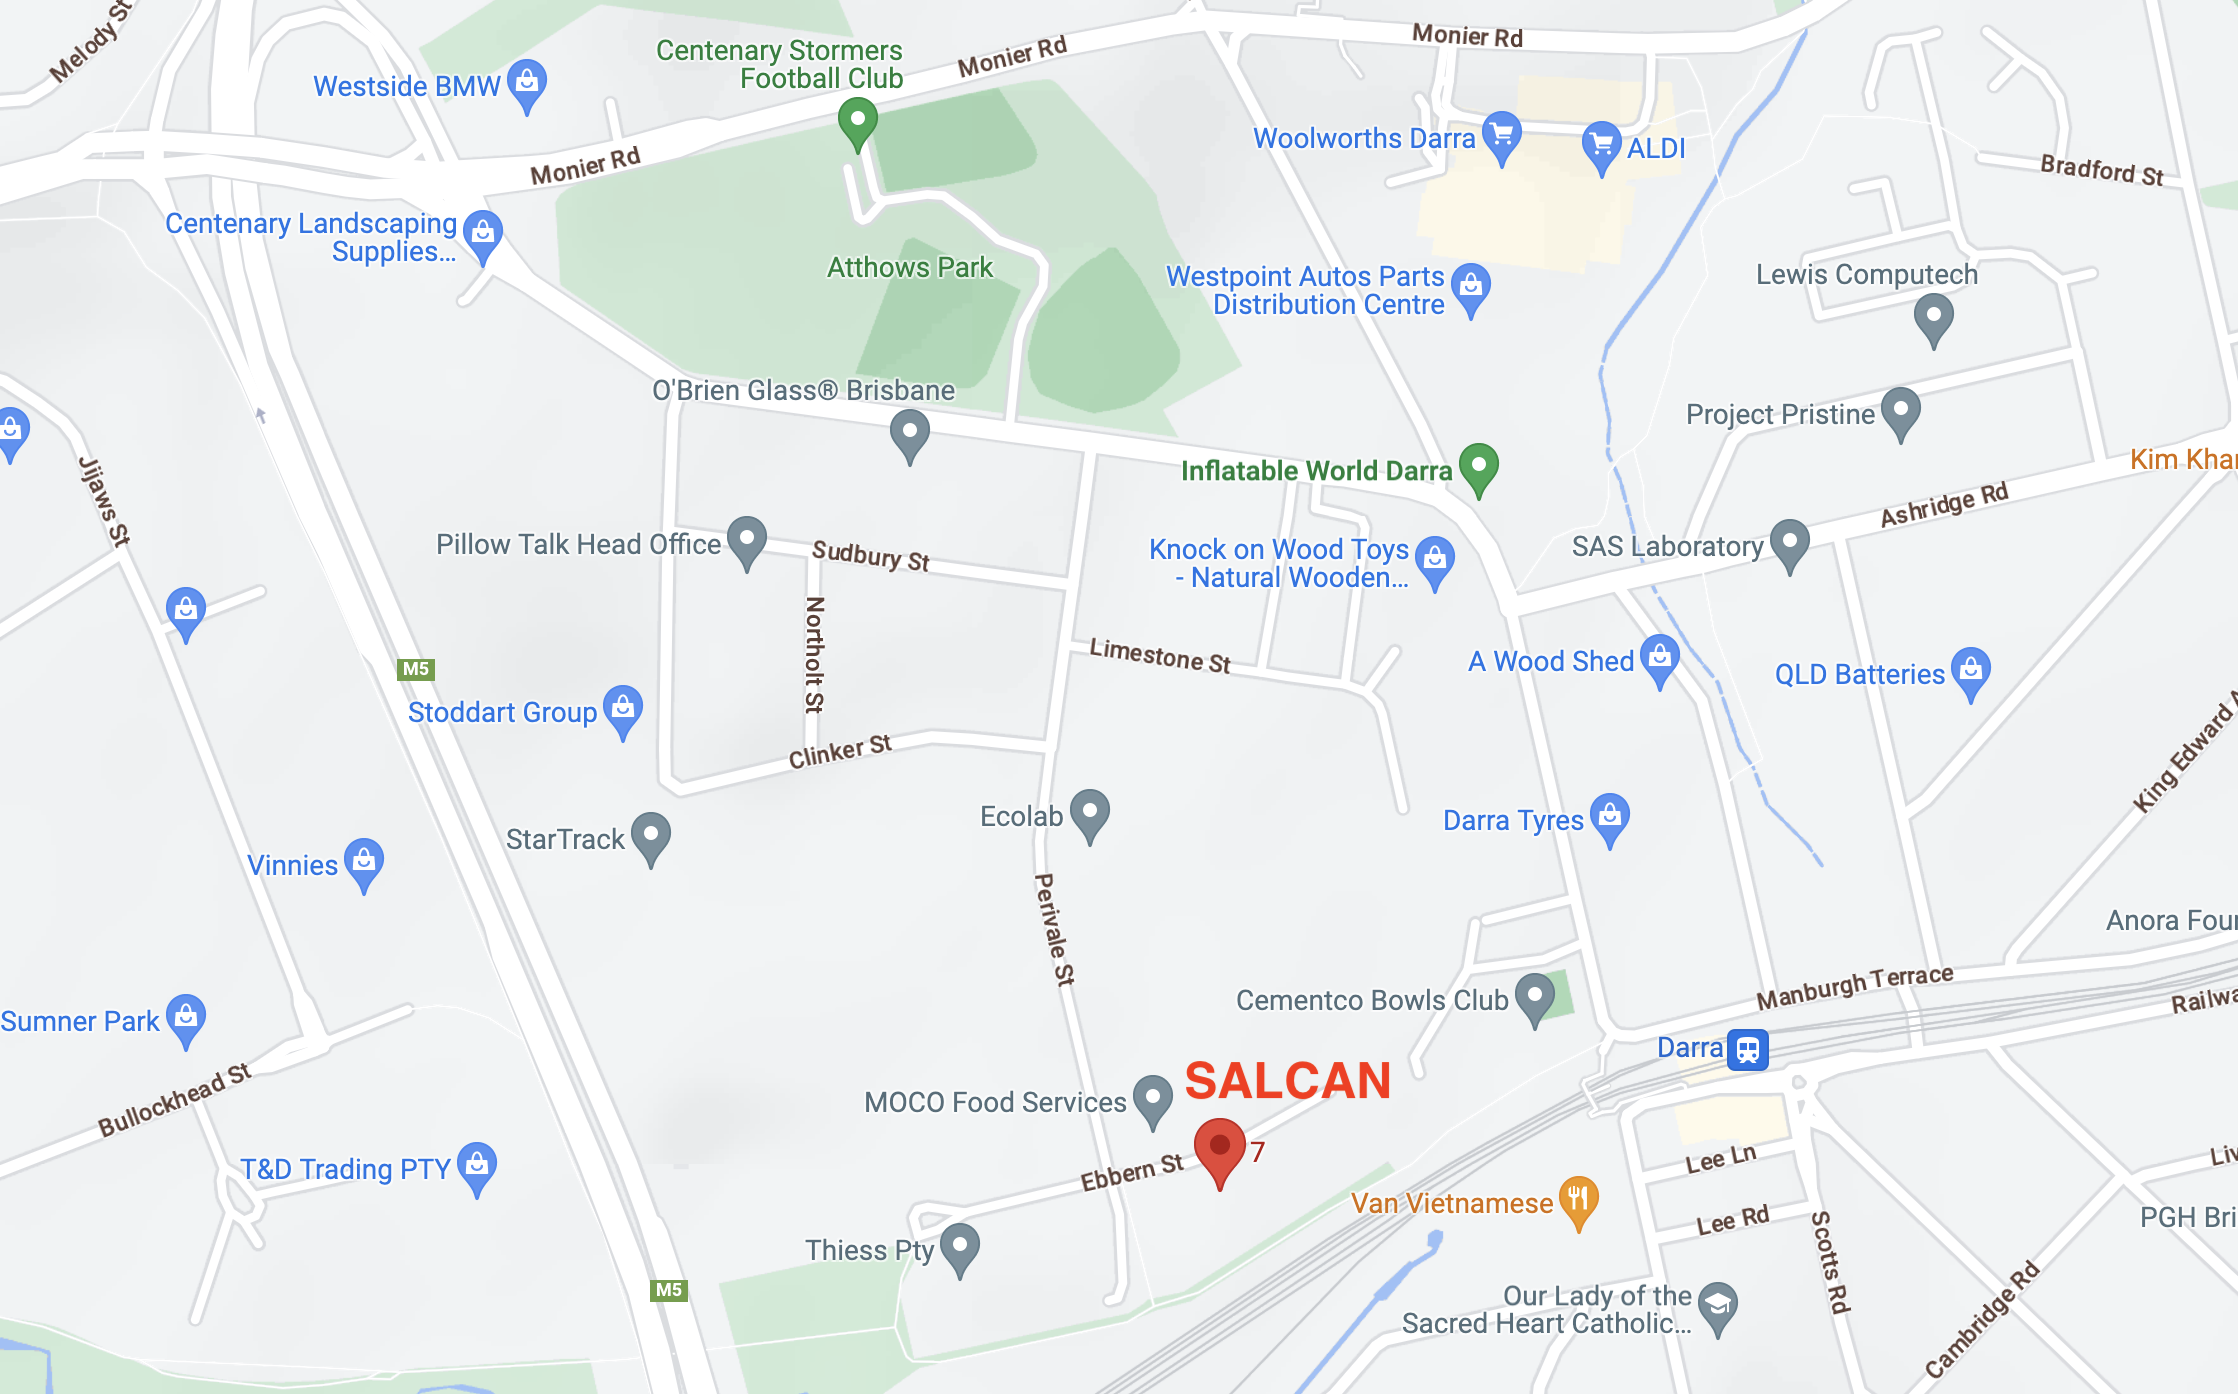 Melody St
Westside BMW
Centenary Stormers
Football Club
Monier Rd
Monier Rd
Monier Rd
Woolworths Darra
ALDI
Bradford St
Centenary Landscaping
Supplies...
Atthows Park
Westpoint Autos Parts
Distribution Centre
Lewis Computech
O'Brien Glass® Brisbane
Project Pristine
Inflatable World Darra
Kim Khan
Ashridge Rd
Jijaws St
Pillow Talk Head Office
Sudbury St
Knock on Wood Toys
- Natural Wooden...
SAS Laboratory
Northolt St
Limestone St
M5
A Wood Shed
QLD Batteries
Stoddart Group
Clinker St
King Edward A
StarTrack
Ecolab
Darra Tyres
Vinnies
Perivale St
Anora Four
Sumner Park
Cementco Bowls Club
Manburgh Terrace
Railwa
Darra
Bullockhead St
MOCO Food Services
SALCAN
7
T&D Trading PTY
Ebbern St
Lee Ln
Liv
Van Vietnamese
Lee Rd
PGH Bri
Thiess Pty
Scotts Rd
M5
Our Lady of the
Sacred Heart Catholic...
Cambridge Rd